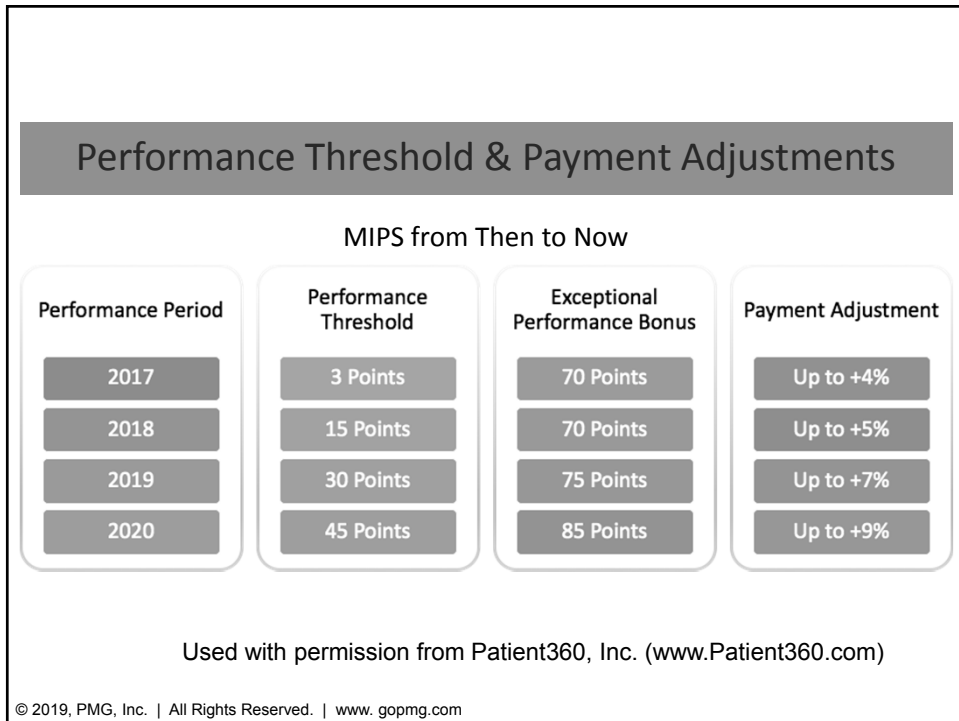 Performance Threshold & Payment Adjustments
MIPS from Then to Now
Performance Period
Performance
Threshold
Exceptional
Performance Bonus
Payment Adjustment
2017
3 Points
70 Points
Up to +4%
2018
15 Points
70 Points
Up to +5%
2019
30 Points
75 Points
Up to +7%
2020
45 Points
85 Points
Up to +9%
Used with permission from Patient360, Inc. (www.Patient360.com)
© 2019, PMG, Inc. | All Rights Reserved. | www. gopmg.com